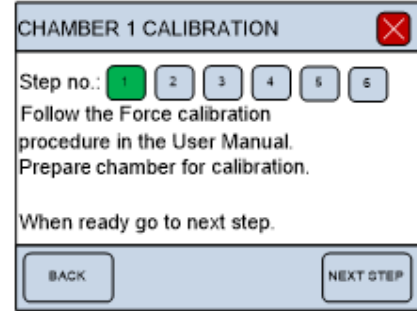 CHAMBER 1 CALIBRATION
Step no.: 1 2 3 4 5 6
Follow the Force calibration
procedure in the User Manual.
Prepare chamber for calibration.
When ready go to next step.
BACK NEXT STEP